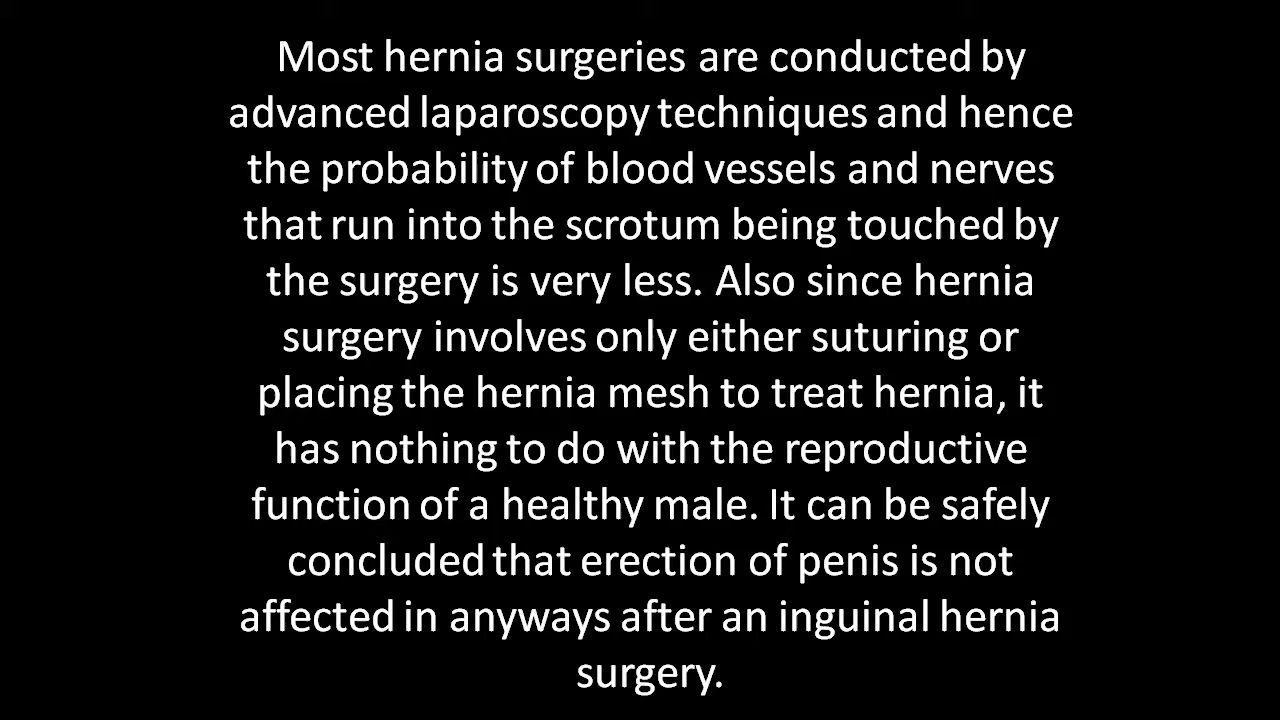 Most hernia surgeries are conducted by
advanced laparoscopy techniques and hence
the probability of blood vessels and nerves
that run into the scrotum being touched by
the surgery is very less. Also since hernia
surgery involves only either suturing or
placing the hernia mesh to treat hernia, it
has nothing to do with the reproductive
function of a healthy male. It can be safely
concluded that erection of penis is not
affected in anyways after an inguinal hernia
surgery.